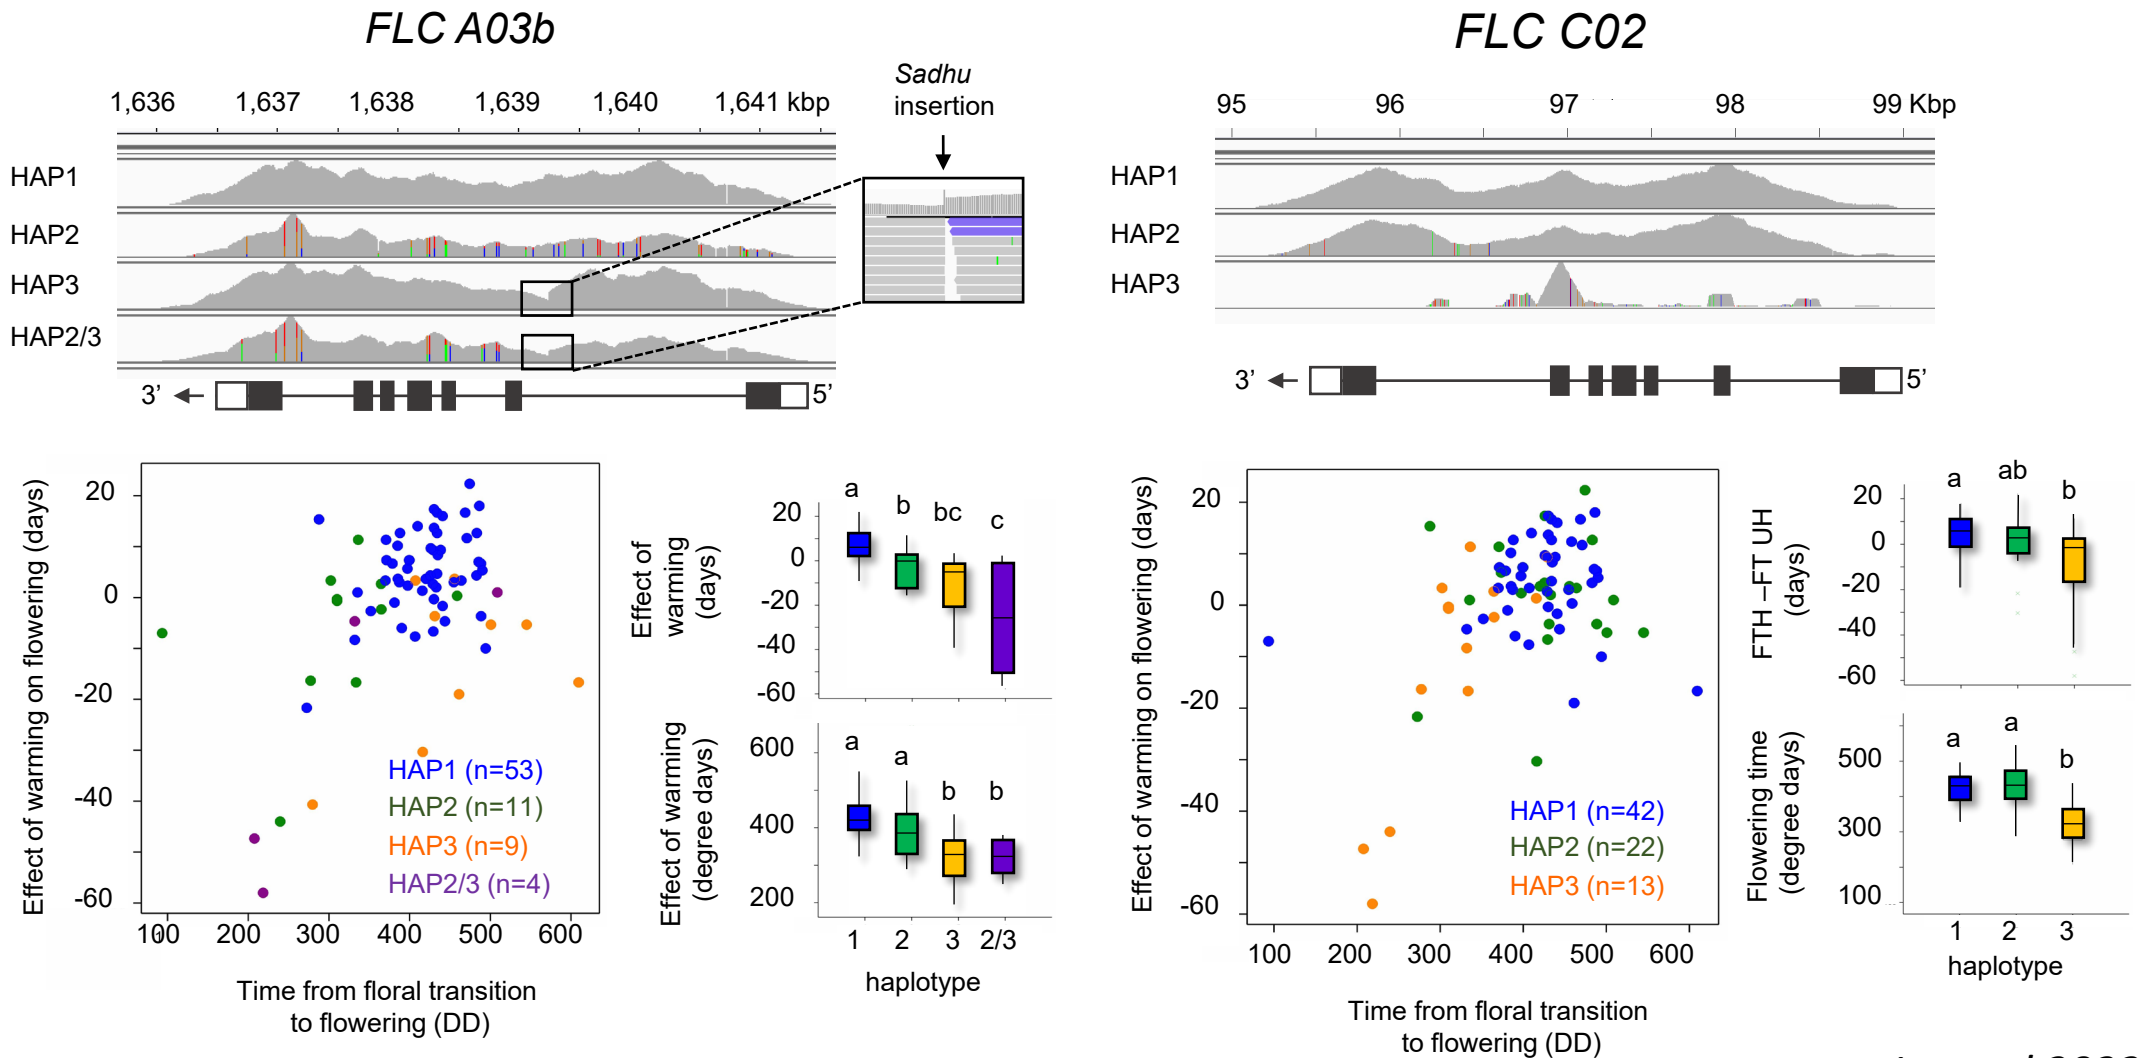 FLC A03b
FLC C02
Sadhu
insertion
1,636 1,637 1,638 1,639 1,640 1,641 kbp
95 96 97 98 99 Kbp
HAP1
HAP2
HAP3
HAP2/3
3’ 5’
HAP1
HAP2
HAP3
3’ 5’
Effect of warming on flowering (days)
20
0
-20
-40
-60
HAP1 (n=53)
HAP2 (n=11)
HAP3 (n=9)
HAP2/3 (n=4)
100 200 300 400 500 600
Time from floral transition
to flowering (DD)
Effect of
warming
(days)
20
0
-20
-40
-60
a b bc c
Effect of warming
(degree days)
600
400
200
a a b b
1 2 3 2/3
haplotype
Effect of warming on flowering (days)
20
0
-20
-40
-60
HAP1 (n=42)
HAP2 (n=22)
HAP3 (n=13)
100 200 300 400 500 600
Time from floral transition
to flowering (DD)
FTH –FT UH
(days)
20
0
-20
-40
-60
a ab b
Flowering time
(degree days)
500
300
100
a a b
1 2 3
haplotype